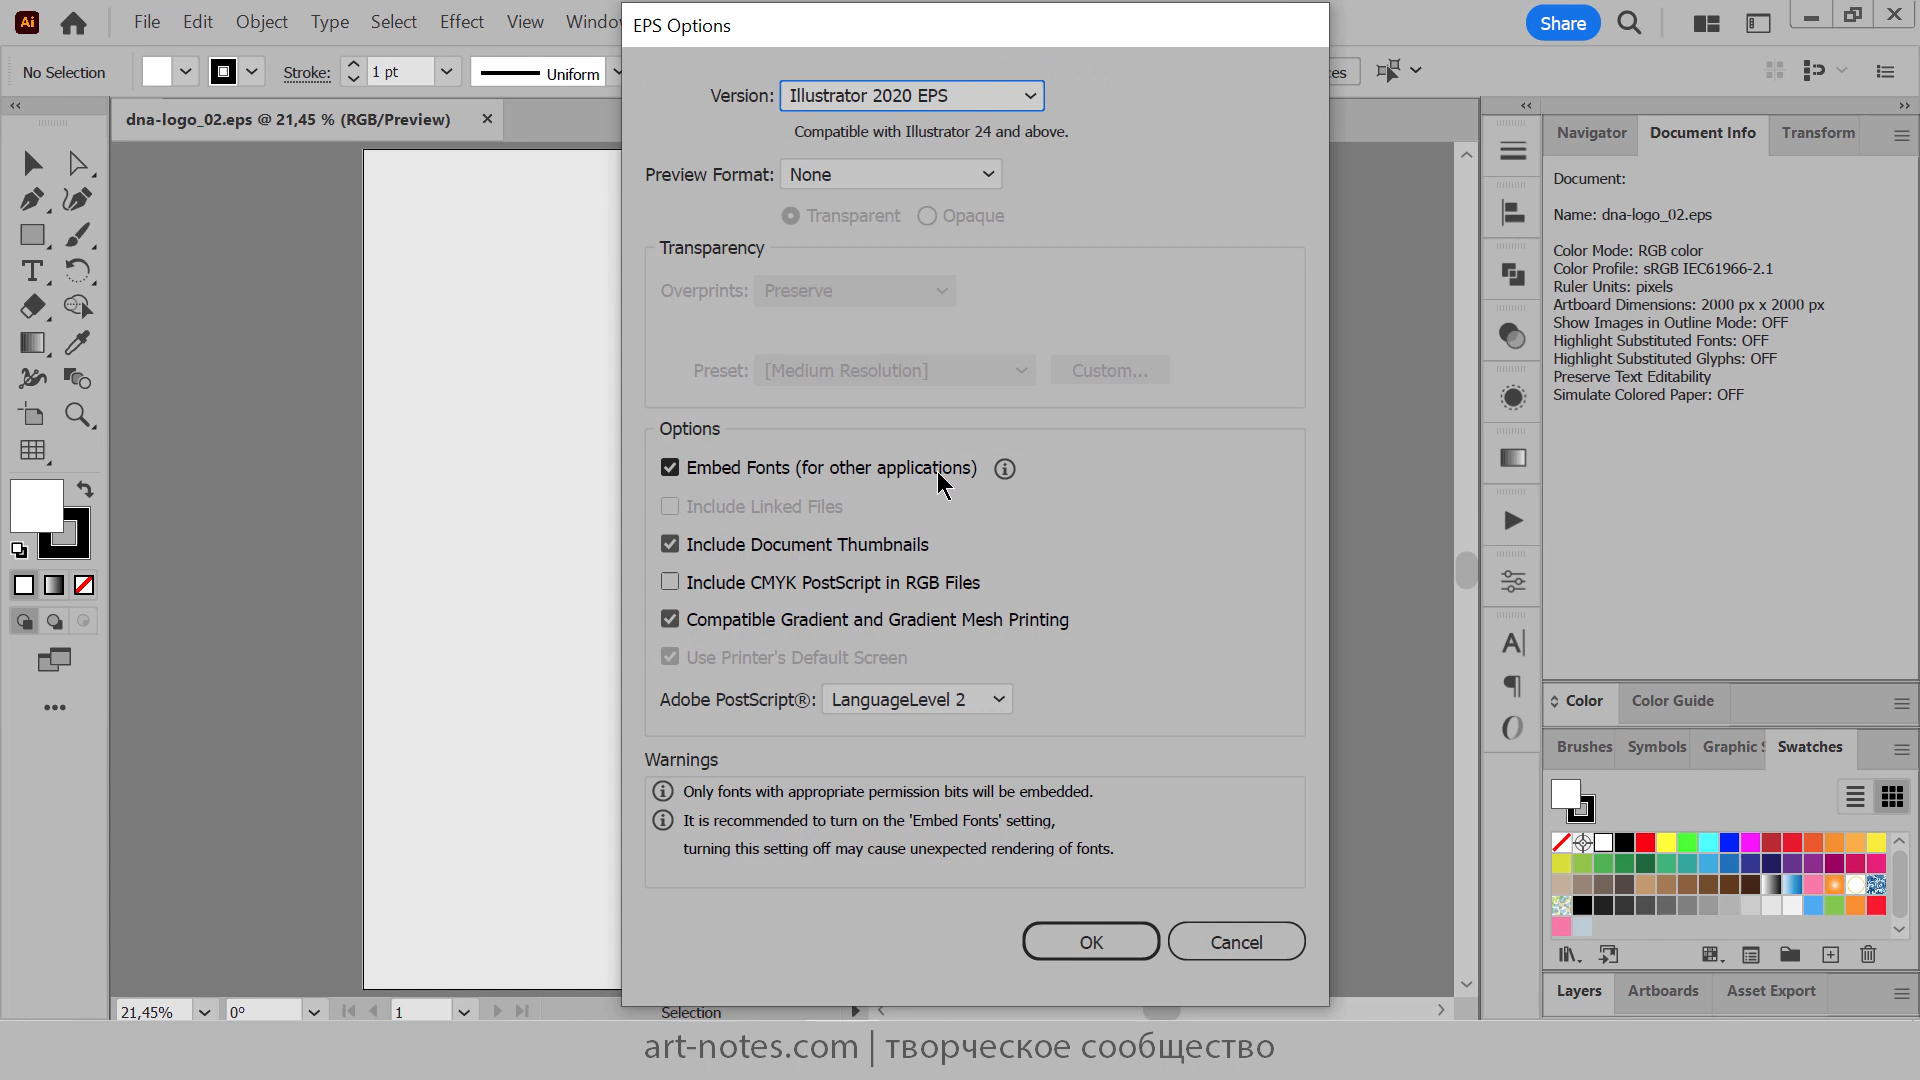 Ai File Edit Object Type Select Effect View
Share
No Selection Stroke: 1 pt Uniform
dna-logo_02.eps @ 21,45 % (RGB/Preview)
EPS Options
Version: Illustrator 2020 EPS
Compatible with Illustrator 24 and above.
Preview Format: None
Transparent Opaque
Transparency
Overprints: Preserve
Preset: [Medium Resolution] Custom...
Options
Embed Fonts (for other applications)
Include Linked Files
Include Document Thumbnails
Include CMYK PostScript in RGB Files
Compatible Gradient and Gradient Mesh Printing
Use Printer's Default Screen
Adobe PostScript®: LanguageLevel 2
Warnings
Only fonts with appropriate permission bits will be embedded.
It is recommended to turn on the 'Embed Fonts' setting,
turning this setting off may cause unexpected rendering of fonts.
OK Cancel
Navigator Document Info Transform
Document:
Name: dna-logo_02.eps
Color Mode: RGB color
Color Profile: sRGB IEC61966-2.1
Ruler Units: pixels
Artboard Dimensions: 2000 px x 2000 px
Show Images in Outline Mode: OFF
Highlight Substituted Fonts: OFF
Highlight Substituted Glyphs: OFF
Preserve Text Editability
Simulate Colored Paper: OFF
Color Color Guide
Brushes Symbols Graphic Swatches
Layers Artboards Asset Export
21,45% 0° 1 Selection
art-notes.com | творческое сообщество